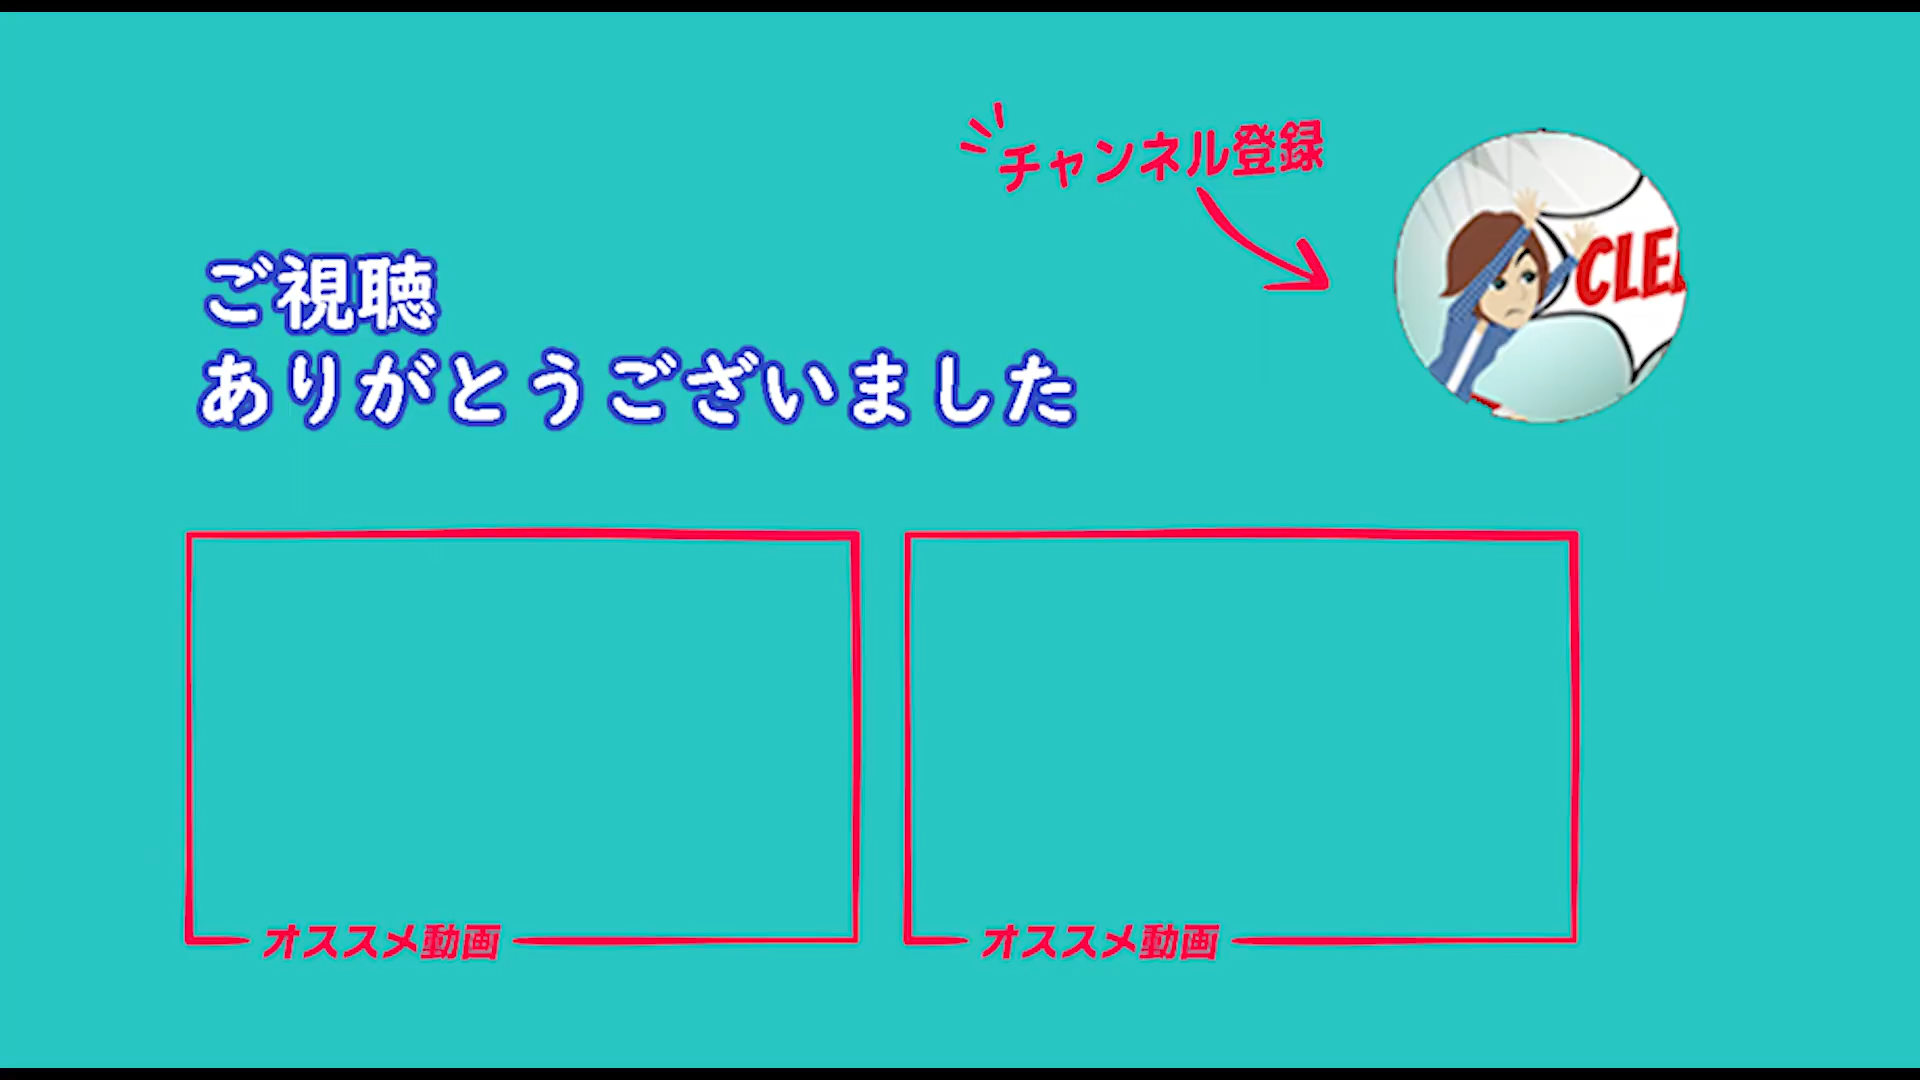 チャンネル登録
CLE
ご視聴
ありがとうございました
オススメ動画
オススメ動画